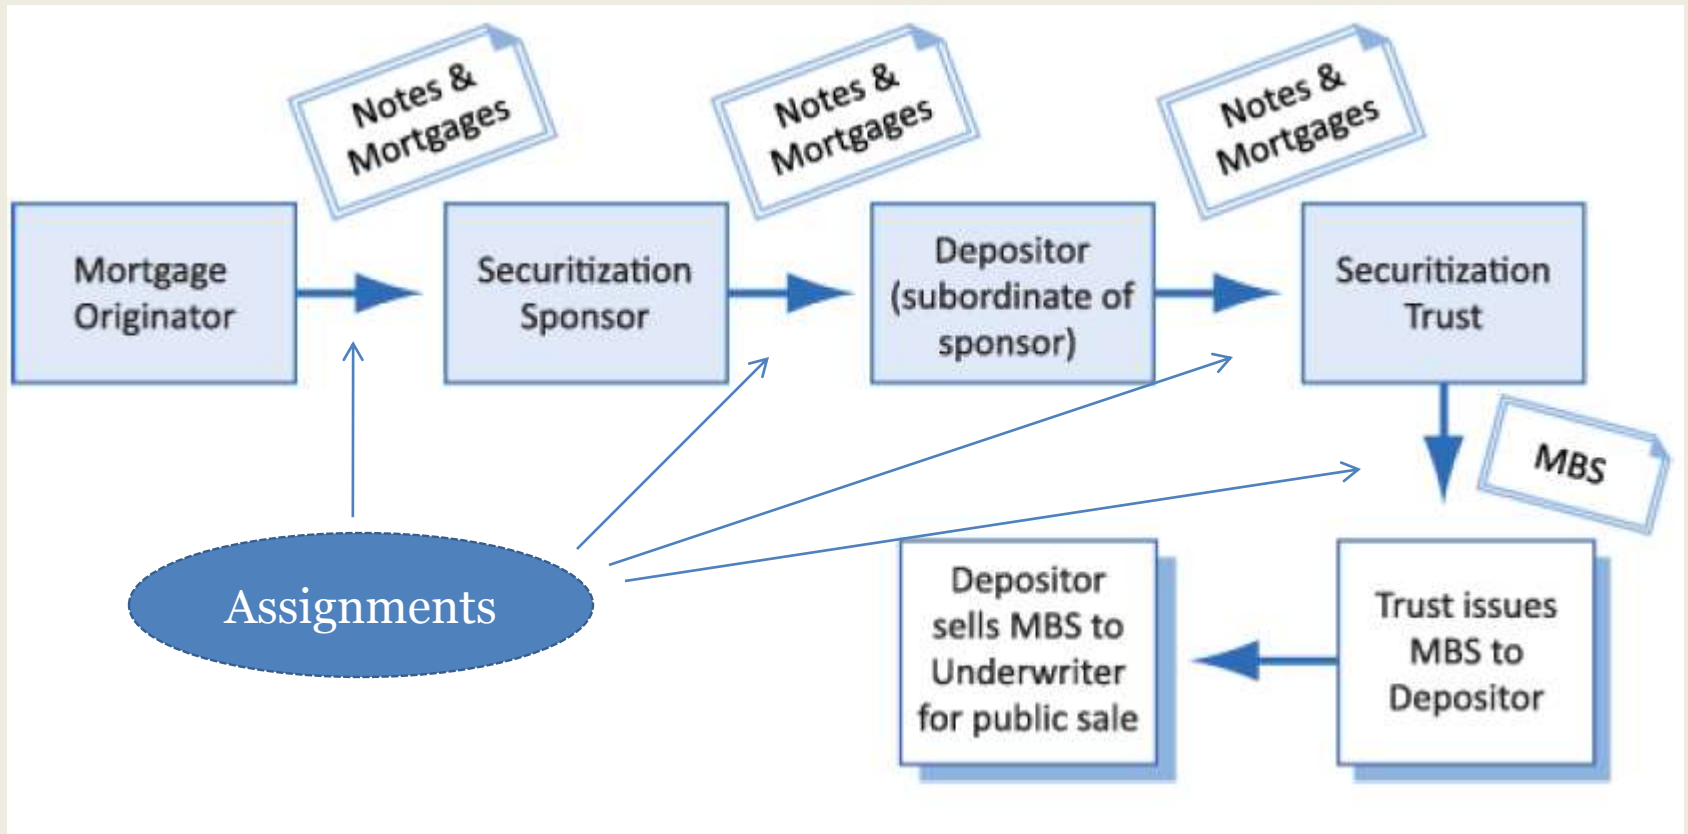 Notes &
Mortgages
Notes &
Mortgages
Notes &
Mortgages
Mortgage
Originator
Securitization
Sponsor
Depositor
(subordinate of
sponsor)
Securitization
Trust
MBS
Assignments
Depositor
sells MBS to
Underwriter
for public sale
Trust issues
MBS to
Depositor